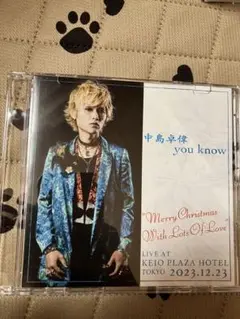 中島卓偉
you know
"Merry Christmas
With Lots Of Love"
LIVE AT
KEIO PLAZA HOTEL
TOKYO 2023.12.23